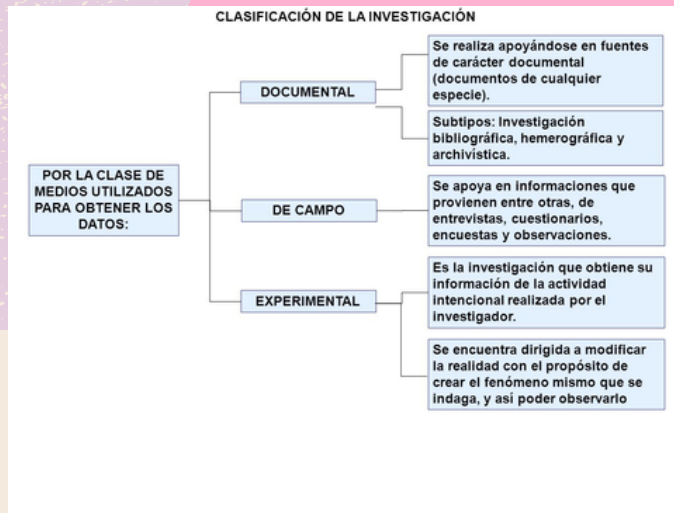 CLASIFICACIÓN DE LA INVESTIGACIÓN
POR LA CLASE DE
MEDIOS UTILIZADOS
PARA OBTENER LOS
DATOS:
DOCUMENTAL
Se realiza apoyándose en fuentes
de carácter documental
(documentos de cualquier
especie).
Subtipos: Investigación
bibliográfica, hemerográfica y
archivística.
DE CAMPO
Se apoya en informaciones que
provienen entre otras, de
entrevistas, cuestionarios,
encuestas y observaciones.
EXPERIMENTAL
Es la investigación que obtiene su
información de la actividad
intencional realizada por el
investigador.
Se encuentra dirigida a modificar
la realidad con el propósito de
crear el fenómeno mismo que se
indaga, y así poder observarlo